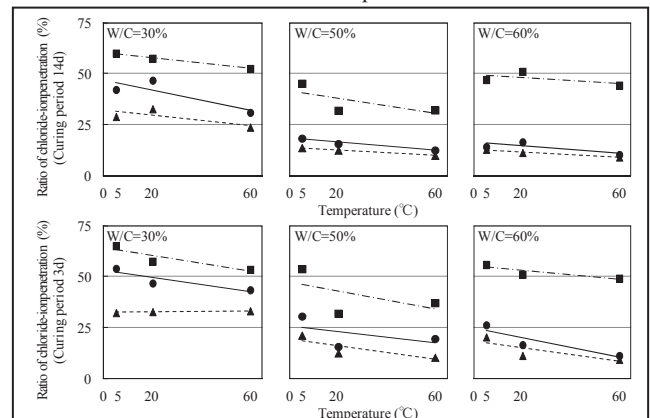 Ratio of chloride-ionpenetration (%)
(Curing period 14d)
75
50
25
0
W/C=30%
W/C=50%
W/C=60%
0 5 20 60
0 5 20 60
0 5 20 60
Temperature (℃)
Ratio of chloride-ionpenetration (%)
(Curing period 3d)
75
50
25
0
W/C=30%
W/C=50%
W/C=60%
0 5 20 60
0 5 20 60
0 5 20 60
Temperature (℃)